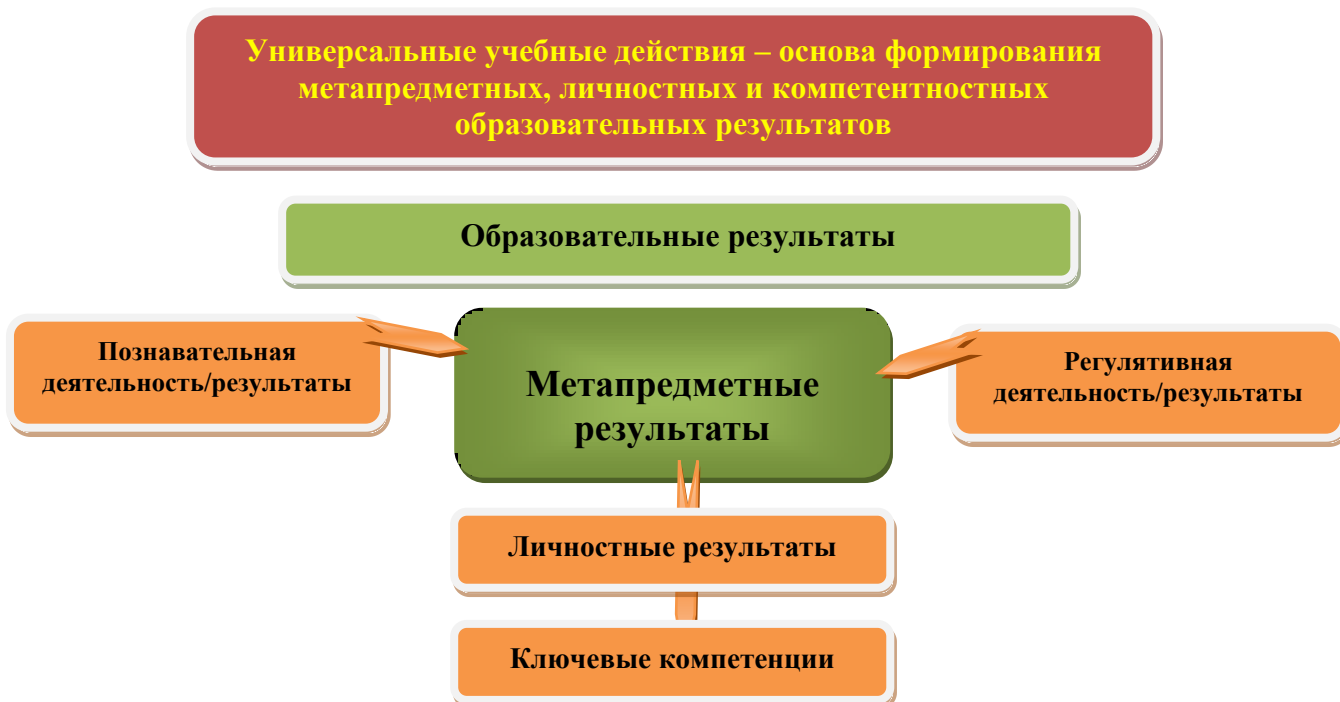 Универсальные учебные действия – основа формирования
метапредметных, личностных и компетентностных
образовательных результатов
Образовательные результаты
Познавательная
деятельность/результаты
Метапредметные
результаты
Регулятивная
деятельность/результаты
Личностные результаты
Ключевые компетенции